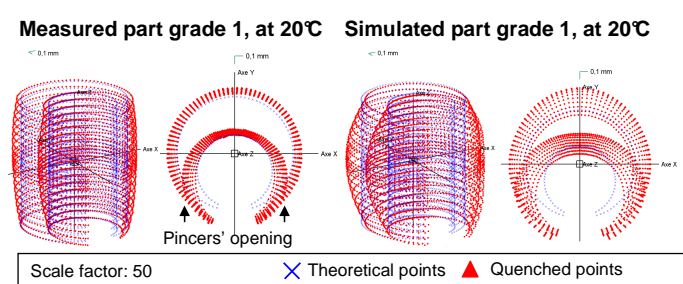 Measured part grade 1, at 20°C
Simulated part grade 1, at 20°C
0,1 mm
0,1 mm
0,1 mm
0,1 mm
Axe Y
Axe Y
Axe X
Axe Z
Axe X
Axe X
Axe Z
Axe X
Pincers' opening
Scale factor: 50
Theoretical points
Quenched points